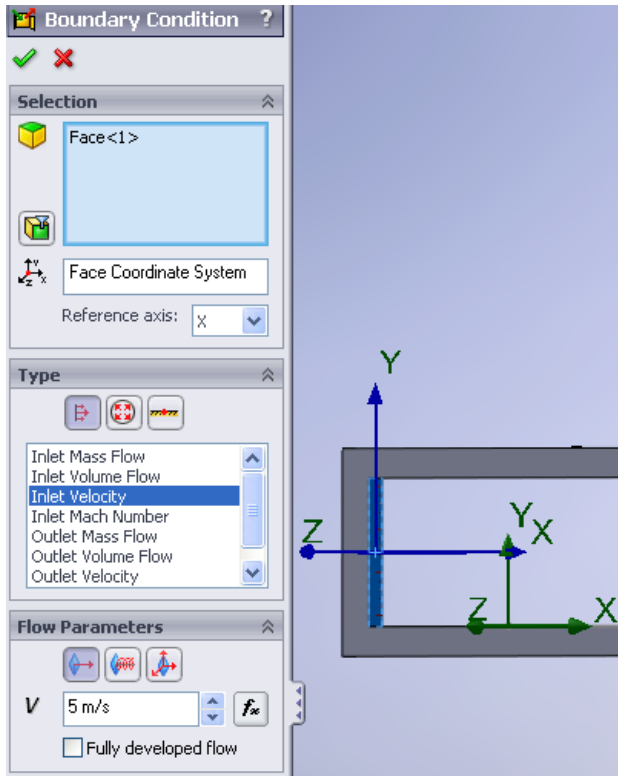 Boundary Condition ?
Selection
Face<1>
Face Coordinate System
Y
Z X
Reference axis: X
Type
Inlet Mass Flow
Inlet Volume Flow
Inlet Velocity
Inlet Mach Number
Outlet Mass Flow
Outlet Volume Flow
Outlet Velocity
Flow Parameters
V 5 m/s fx
Fully developed flow
Y
Z
Y X
Z X